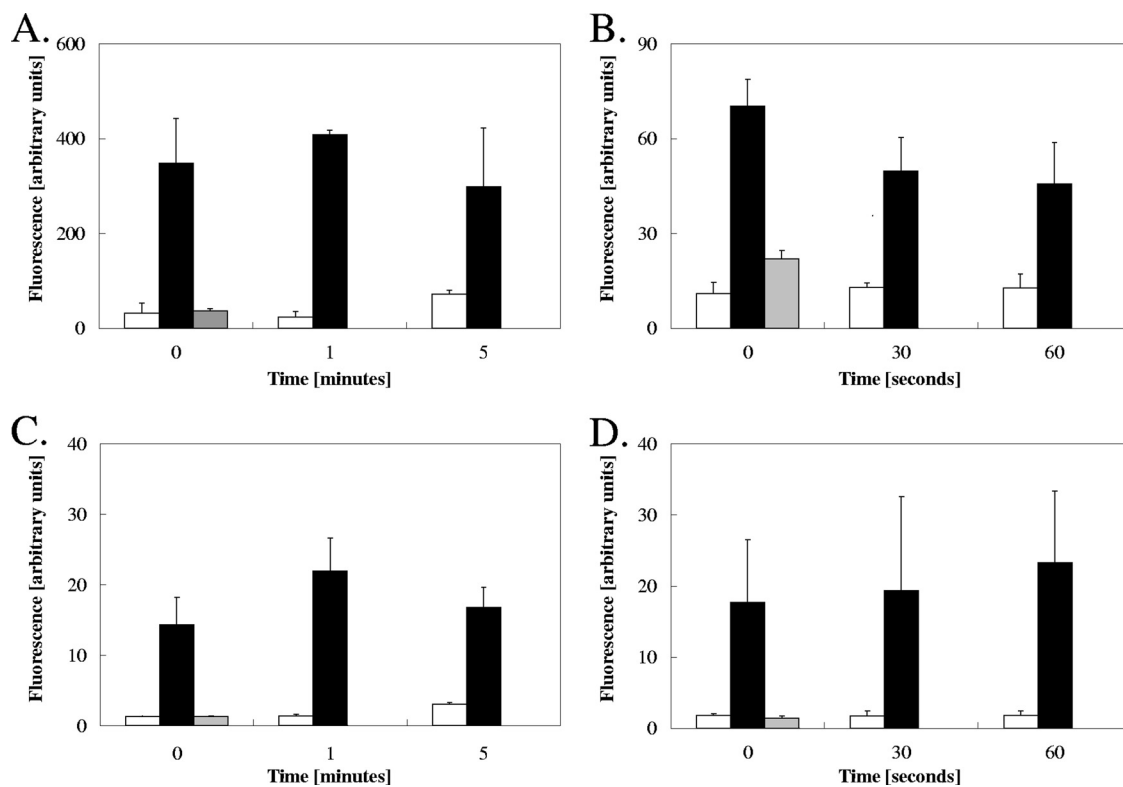 A.
600
400
200
0
Fluorescence [arbitrary units]
0 1 5
Time [minutes]
B.
90
60
30
0
Fluorescence [arbitrary units]
0 30 60
Time [seconds]
C.
40
30
20
10
0
Fluorescence [arbitrary units]
0 1 5
Time [minutes]
D.
40
30
20
10
0
Fluorescence [arbitrary units]
0 30 60
Time [seconds]